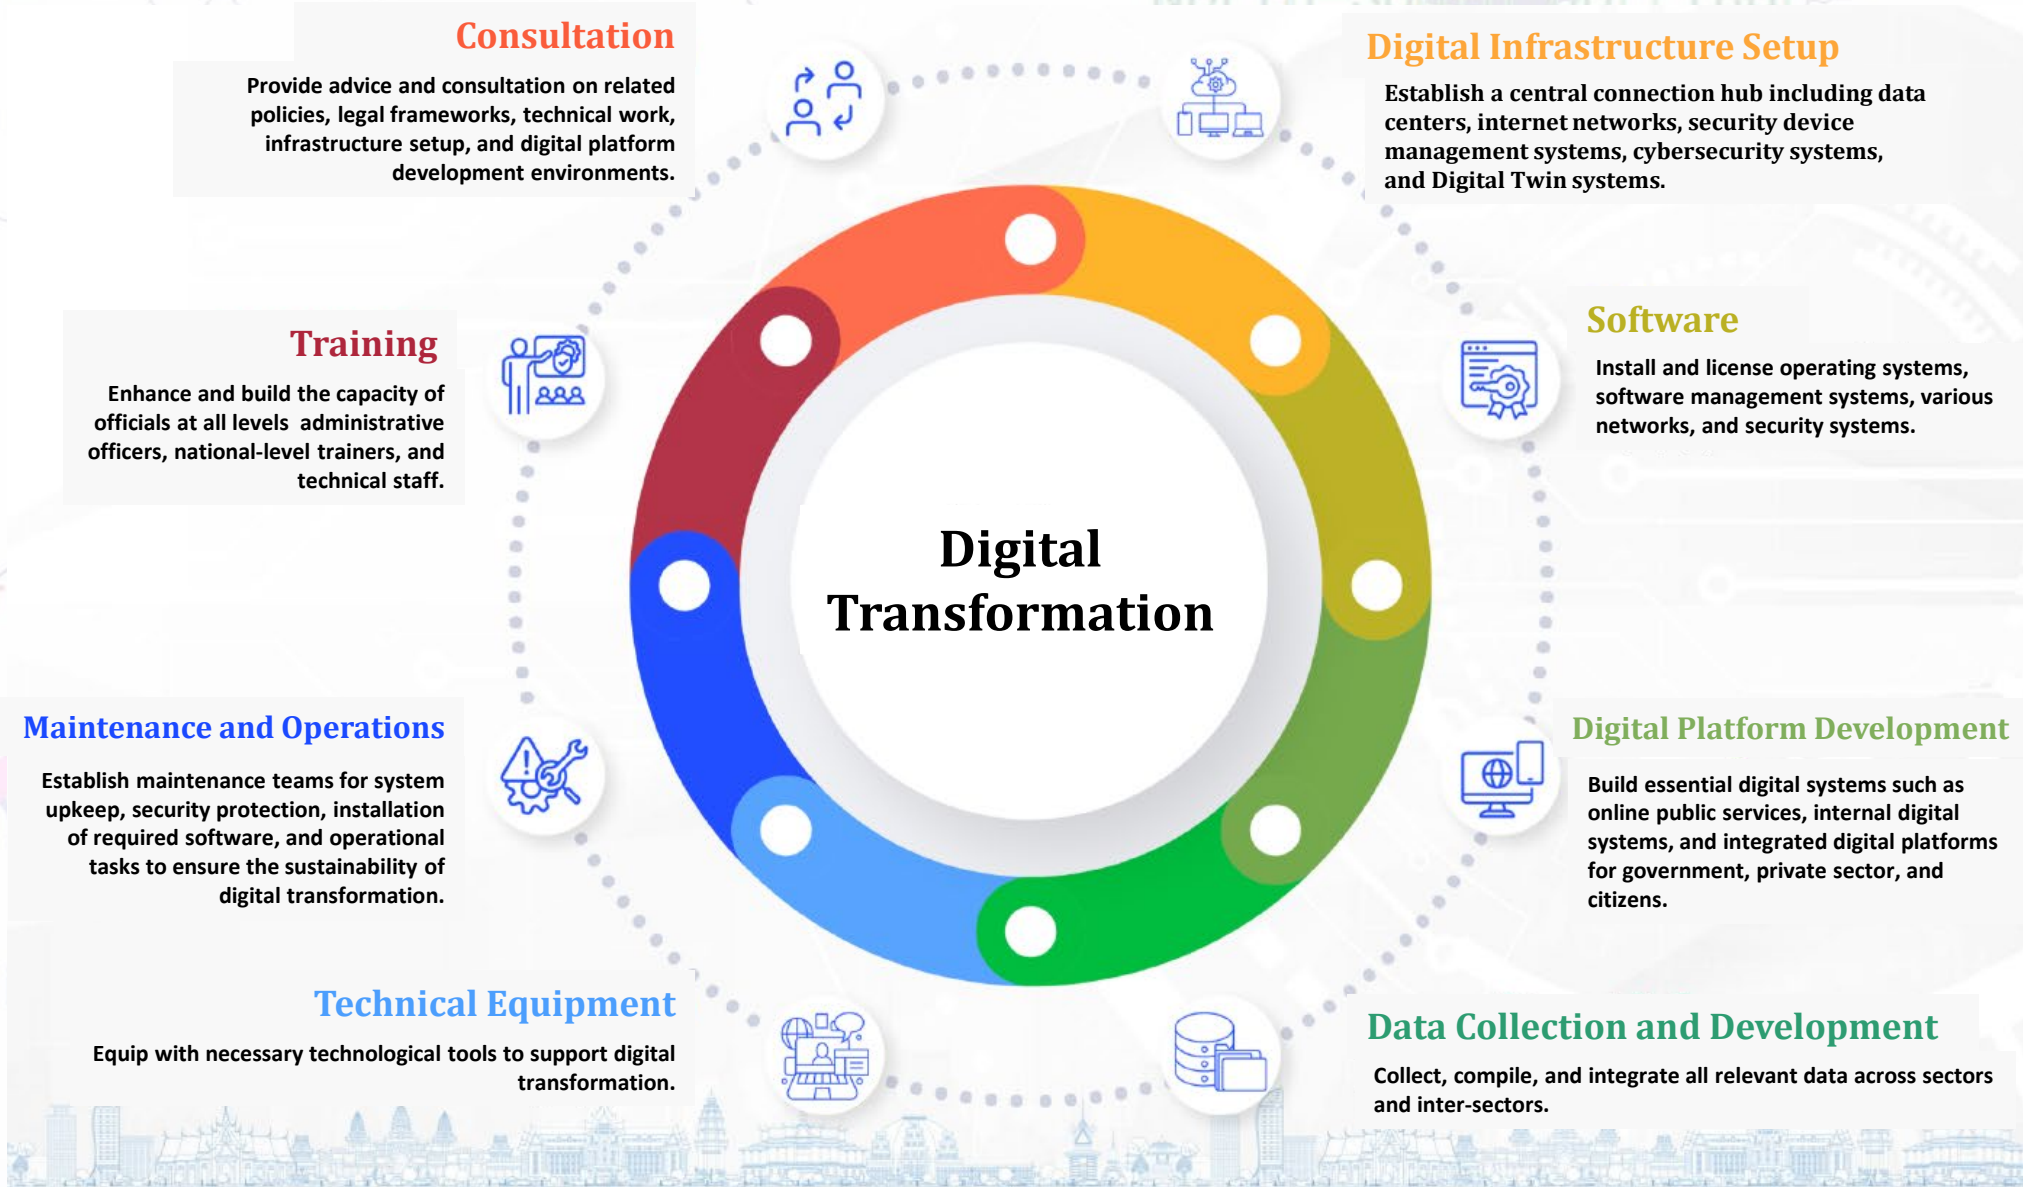 Consultation
Provide advice and consultation on related
policies, legal frameworks, technical work,
infrastructure setup, and digital platform
development environments.
Digital Infrastructure Setup
Establish a central connection hub including data
centers, internet networks, security device
management systems, cybersecurity systems,
and Digital Twin systems.
Training
Enhance and build the capacity of
officials at all levels administrative
officers, national-level trainers, and
technical staff.
Software
Install and license operating systems,
software management systems, various
networks, and security systems.
Digital
Transformation
Maintenance and Operations
Establish maintenance teams for system
upkeep, security protection, installation
of required software, and operational
tasks to ensure the sustainability of
digital transformation.
Digital Platform Development
Build essential digital systems such as
online public services, internal digital
systems, and integrated digital platforms
for government, private sector, and
citizens.
Technical Equipment
Equip with necessary technological tools to support digital
transformation.
Data Collection and Development
Collect, compile, and integrate all relevant data across sectors
and inter-sectors.